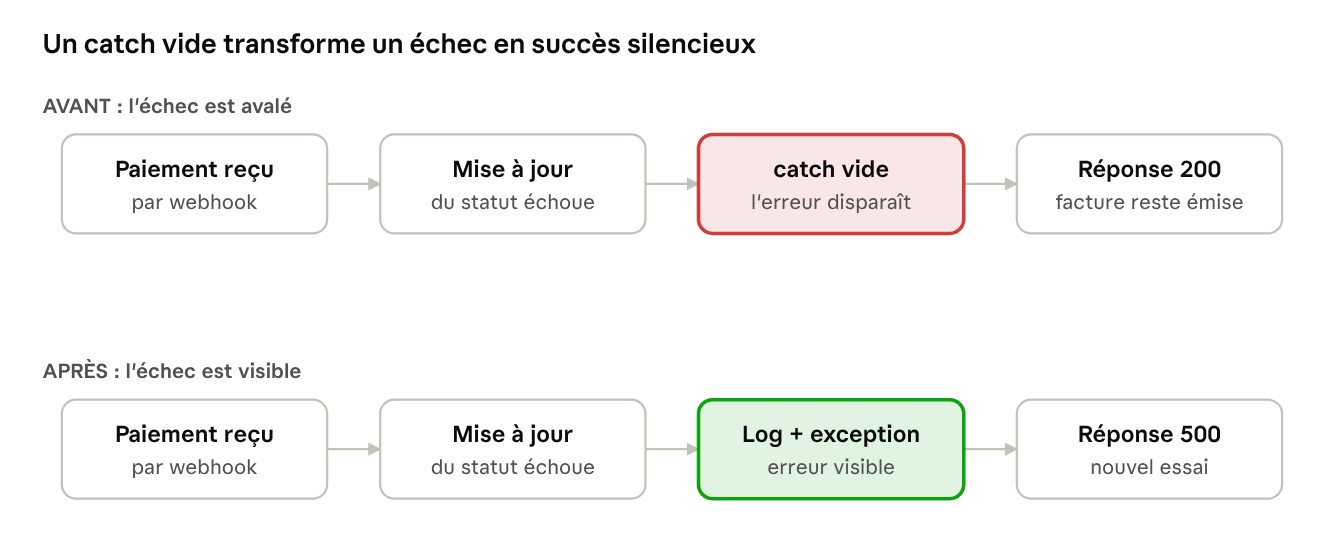 Un catch vide transforme un échec en succès silencieux
AVANT : l'échec est avalé
Paiement reçu
par webhook
Mise à jour
du statut échoue
catch vide
l'erreur disparaît
Réponse 200
facture reste émise
APRÈS : l'échec est visible
Paiement reçu
par webhook
Mise à jour
du statut échoue
Log + exception
erreur visible
Réponse 500
nouvel essai